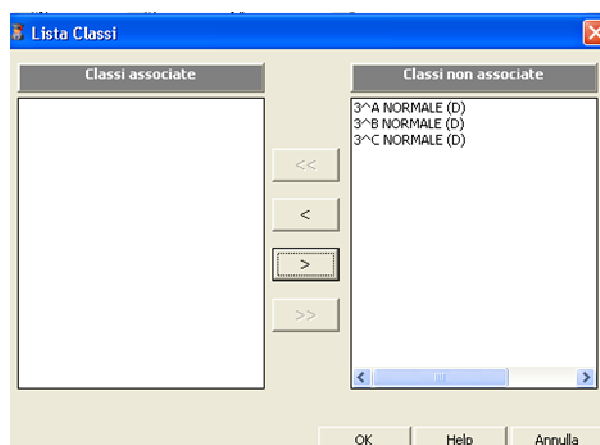 Lista Classi
Classi associate
Classi non associate
3^A NORMALE (D)
3^B NORMALE (D)
3^C NORMALE (D)
<<
<
>
>>
OK
Help
Annulla